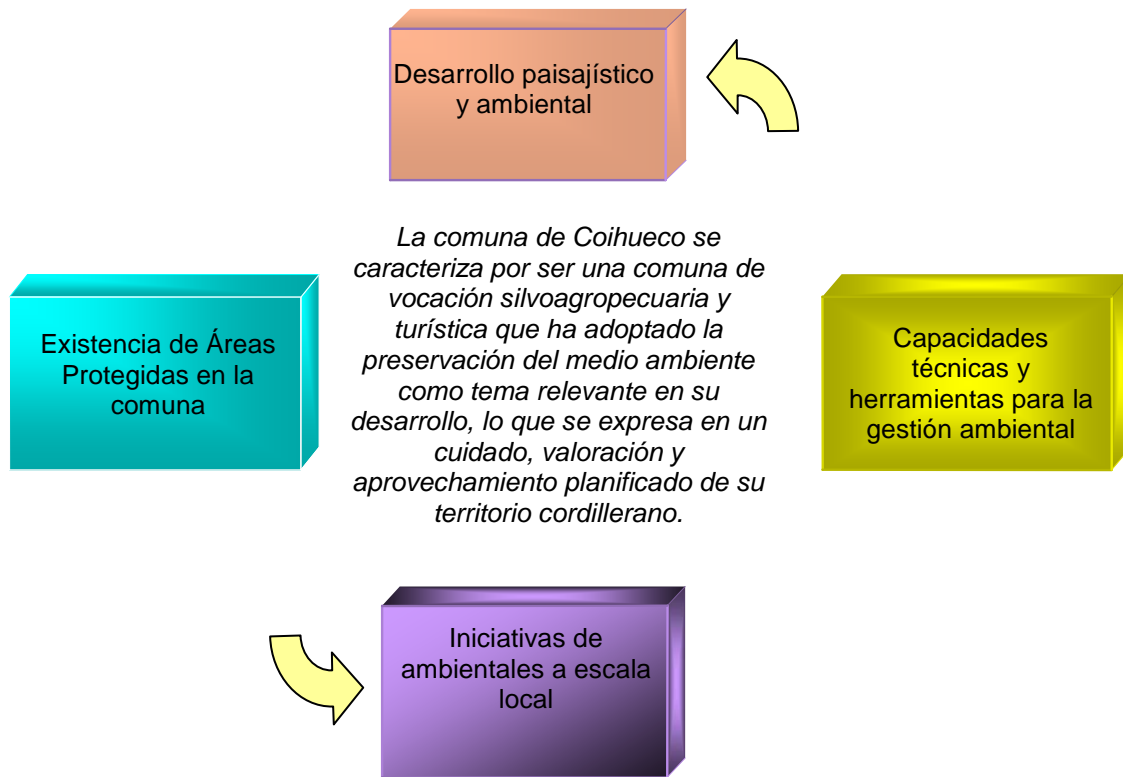 Desarrollo paisajístico
y ambiental
La comuna de Coihueco se
caracteriza por ser una comuna de
vocación silvoagropecuaria y
turística que ha adoptado la
preservación del medio ambiente
como tema relevante en su
desarrollo, lo que se expresa en un
cuidado, valoración y
aprovechamiento planificado de su
territorio cordillerano.
Existencia de Áreas
Protegidas en la
comuna
Capacidades
técnicas y
herramientas para la
gestión ambiental
Iniciativas de
ambientales a escala
local